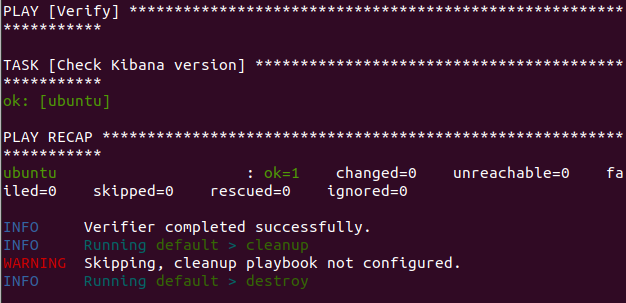 PLAY [Verify] *******************************************************
***********
TASK [Check Kibana version] *****************************************
***********
ok: [ubuntu]
PLAY RECAP **********************************************************
***********
ubuntu                     : ok=1    changed=0    unreachable=0    fa
iled=0    skipped=0    rescued=0    ignored=0
INFO     Verifier completed successfully.
INFO     Running default > cleanup
WARNING  Skipping, cleanup playbook not configured.
INFO     Running default > destroy